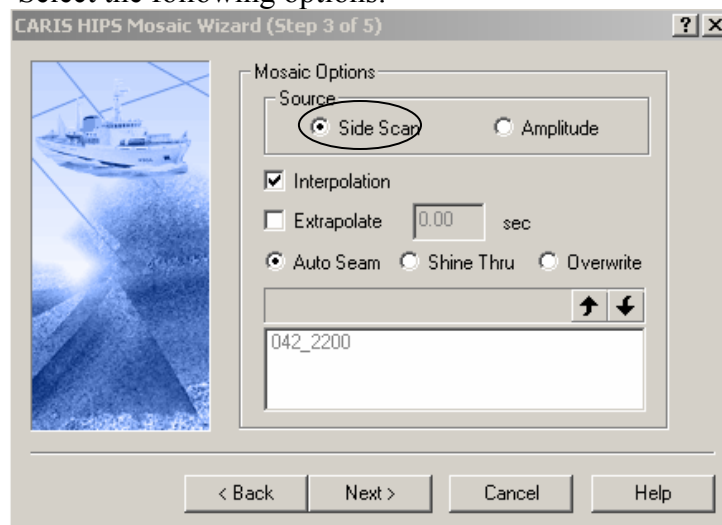 Select the following options:
CARIS HIPS Mosaic Wizard (Step 3 of 5)
Mosaic Options
Source
Side Scan
Amplitude
Interpolation
Extrapolate 0.00 sec
Auto Seam Shine Thru Overwrite
042_2200
< Back Next > Cancel Help